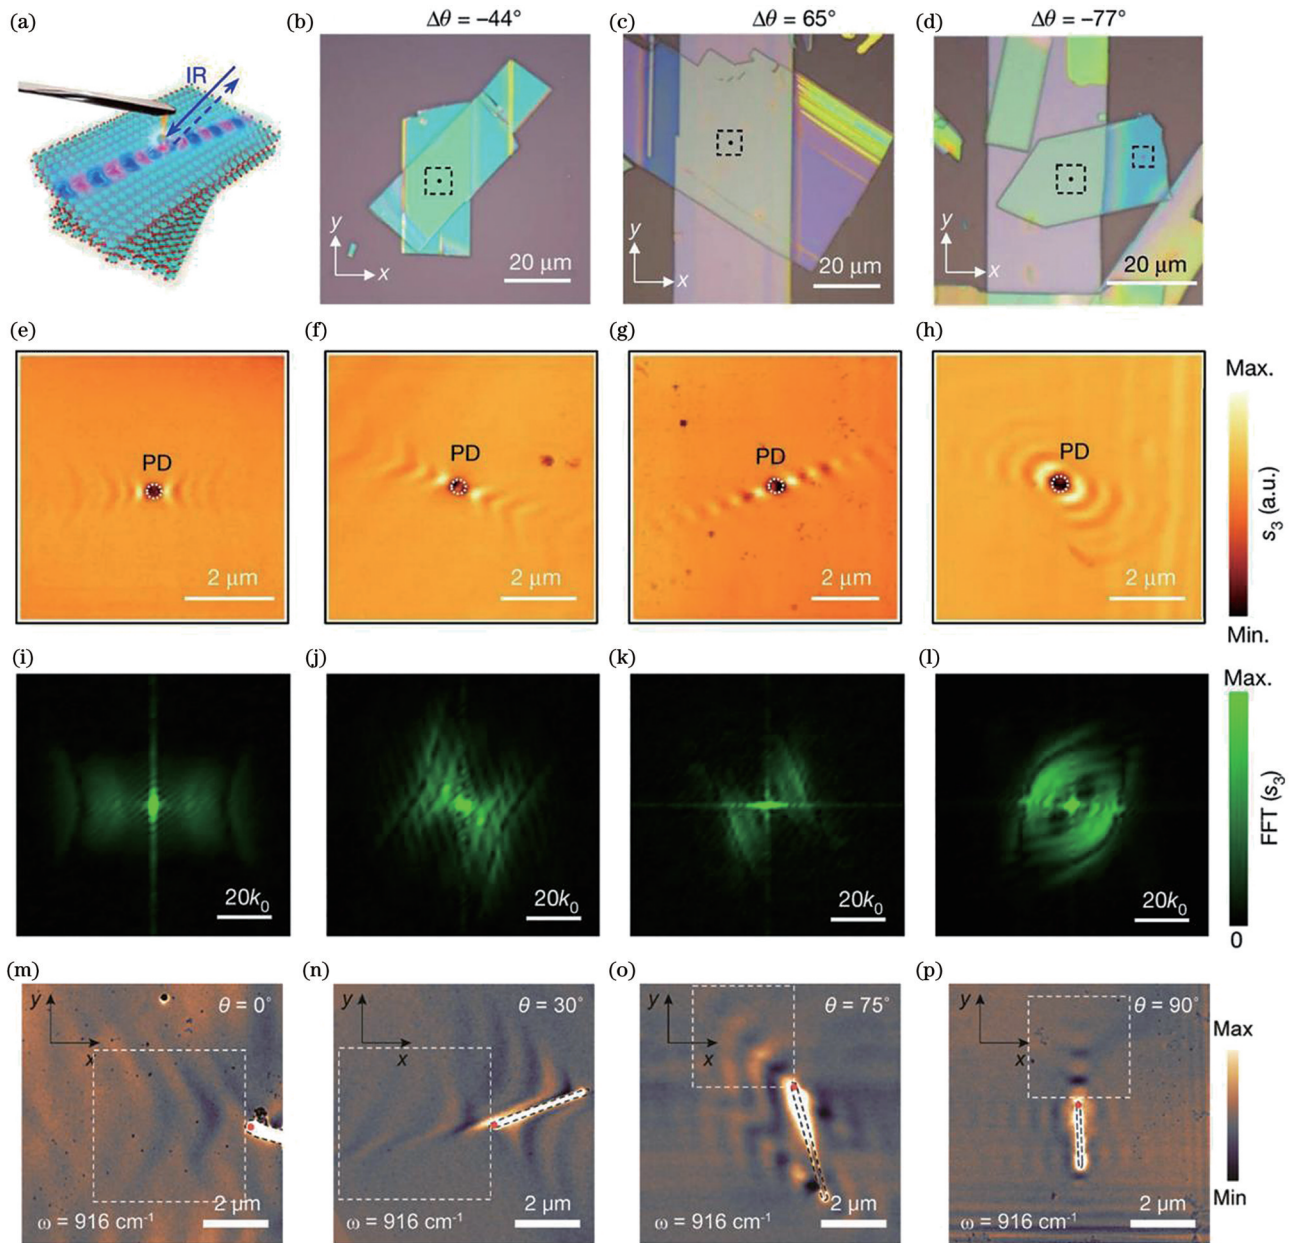 (a)
IR
(b)
Δθ = –44°
y
x
20 μm
(c)
Δθ = 65°
y
x
20 μm
(d)
Δθ = –77°
y
x
20 μm
(e)
PD
2 μm
(f)
PD
2 μm
(g)
PD
2 μm
(h)
PD
2 μm
Max.
s₃ (a.u.)
Min.
(i)
20k₀
(j)
20k₀
(k)
20k₀
(l)
20k₀
Max.
FFT (s₃)
0
(m)
y
x
θ = 0°
ω = 916 cm⁻¹
2 μm
(n)
y
x
θ = 30°
ω = 916 cm⁻¹
2 μm
(o)
y
x
θ = 75°
ω = 916 cm⁻¹
2 μm
(p)
y
x
θ = 90°
ω = 916 cm⁻¹
2 μm
Max
Min